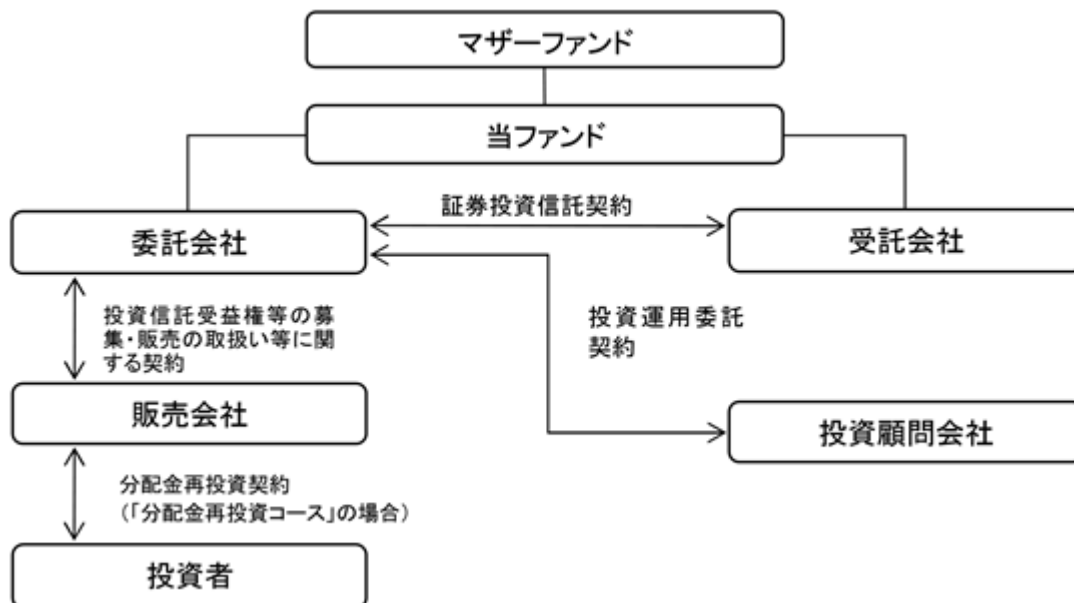 マザーファンド
当ファンド
証券投資信託契約
委託会社
受託会社
投資信託受益権等の募
集・販売の取扱い等に関
する契約
投資運用委託
契約
販売会社
投資顧問会社
分配金再投資契約
(「分配金再投資コース」の場合)
投資者